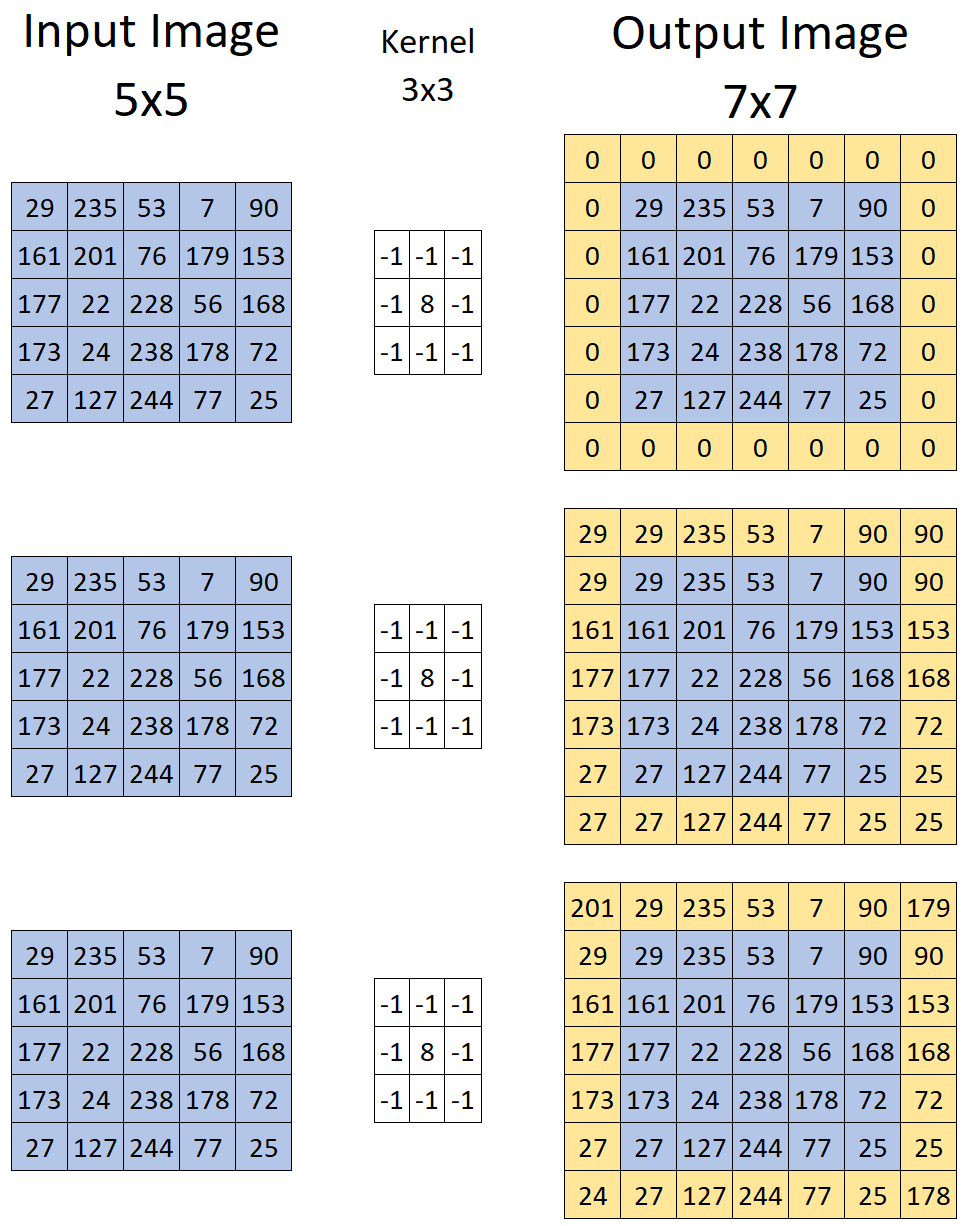 Input Image Kernel Output Image
5x5 3x3 7x7
0 0 0 0 0 0 0
29 235 53 7 90 0 29 235 53 7 90 0
161 201 76 179 153 -1 -1 -1 0 161 201 76 179 153 0
177 22 228 56 168 -1 8 -1 0 177 22 228 56 168 0
173 24 238 178 72 -1 -1 -1 0 173 24 238 178 72 0
27 127 244 77 25 0 27 127 244 77 25 0
0 0 0 0 0 0 0
29 29 235 53 7 90 90
29 235 53 7 90 29 29 235 53 7 90 90
161 201 76 179 153 -1 -1 -1 161 161 201 76 179 153 153
177 22 228 56 168 -1 8 -1 177 177 22 228 56 168 168
173 24 238 178 72 -1 -1 -1 173 173 24 238 178 72 72
27 127 244 77 25 27 27 127 244 77 25 25
27 27 127 244 77 25 25
201 29 235 53 7 90 179
29 235 53 7 90 29 29 235 53 7 90 90
161 201 76 179 153 -1 -1 -1 161 161 201 76 179 153 153
177 22 228 56 168 -1 8 -1 177 177 22 228 56 168 168
173 24 238 178 72 -1 -1 -1 173 173 24 238 178 72 72
27 127 244 77 25 27 27 127 244 77 25 25
24 27 127 244 77 25 178